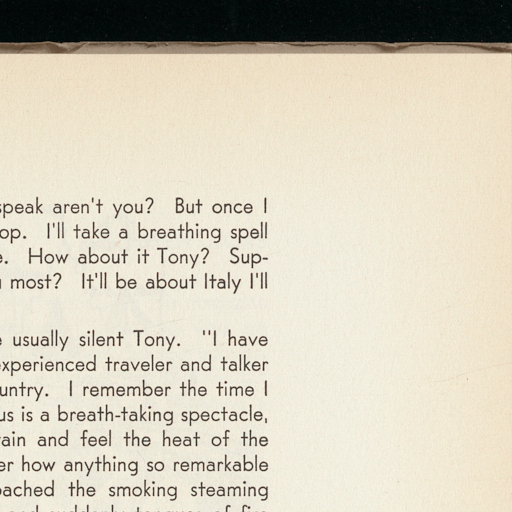 speak aren't you? But once I
op. I'll take a breathing spell
e. How about it Tony? Sup-
most? It'll be about Italy I'll
usually silent Tony. "I have
experienced traveler and talker
untry. I remember the time I
us is a breath-taking spectacle,
ain and feel the heat of the
er how anything so remarkable
ached the smoking steaming